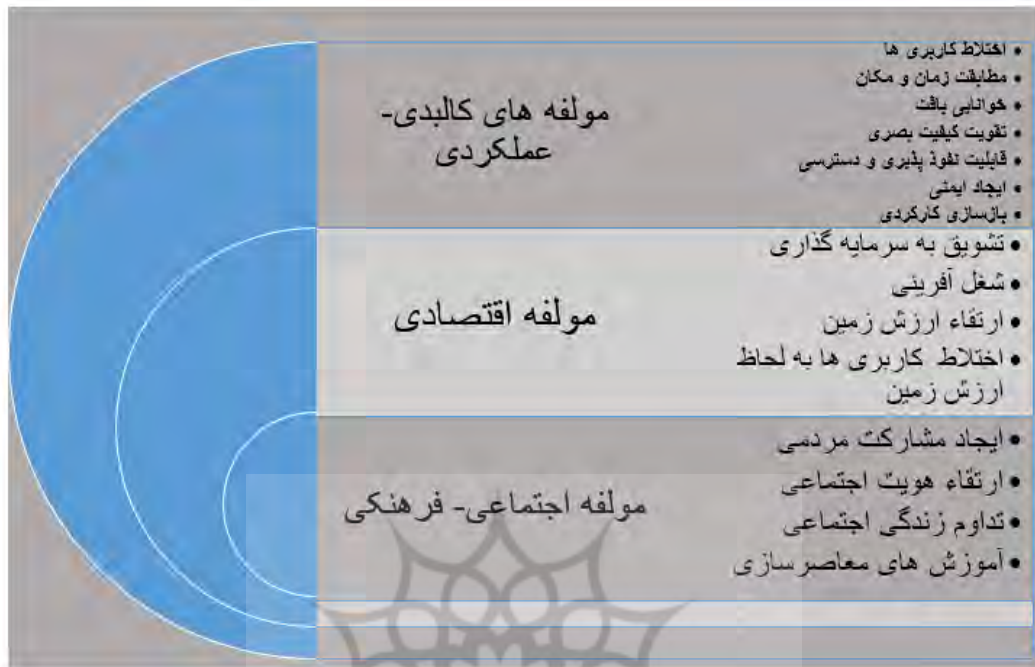 • اختلاط کاربری ها
• مطابقت زمان و مکان
• خوانایی بافت
• تقویت کیفیت بصری
• قابلیت نفوذ پذیری و دسترسی
• ایجاد ایمنی
• بازسازی کارکردی
مولفه های کالبدی-
عملکردی
• تشویق به سرمایه گذاری
• شغل آفرینی
• ارتقاء ارزش زمین
• اختلاط کاربری ها به لحاظ
ارزش زمین
مولفه اقتصادی
• ایجاد مشارکت مردمی
• ارتقاء هویت اجتماعی
• تداوم زندگی اجتماعی
• آموزش های معاصرسازی
مولفه اجتماعی- فرهنکی